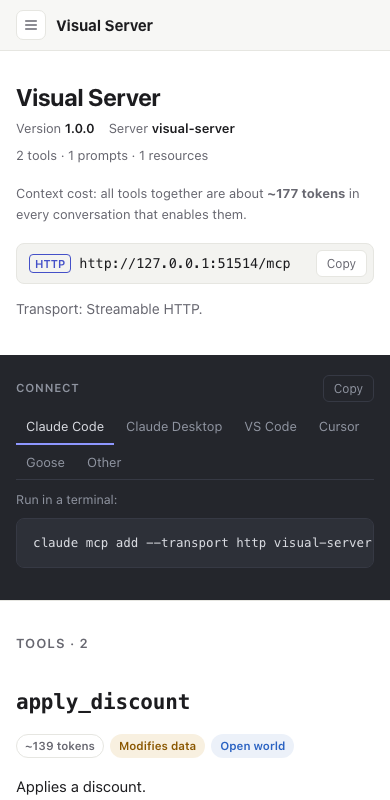 Visual Server
Visual Server
Version 1.0.0 Server visual-server
2 tools · 1 prompts · 1 resources
Context cost: all tools together are about ~177 tokens in
every conversation that enables them.
HTTP http://127.0.0.1:51514/mcp Copy
Transport: Streamable HTTP.
CONNECT Copy
Claude Code Claude Desktop VS Code Cursor
Goose Other
Run in a terminal:
claude mcp add --transport http visual-server
TOOLS · 2
apply_discount
~139 tokens Modifies data Open world
Applies a discount.